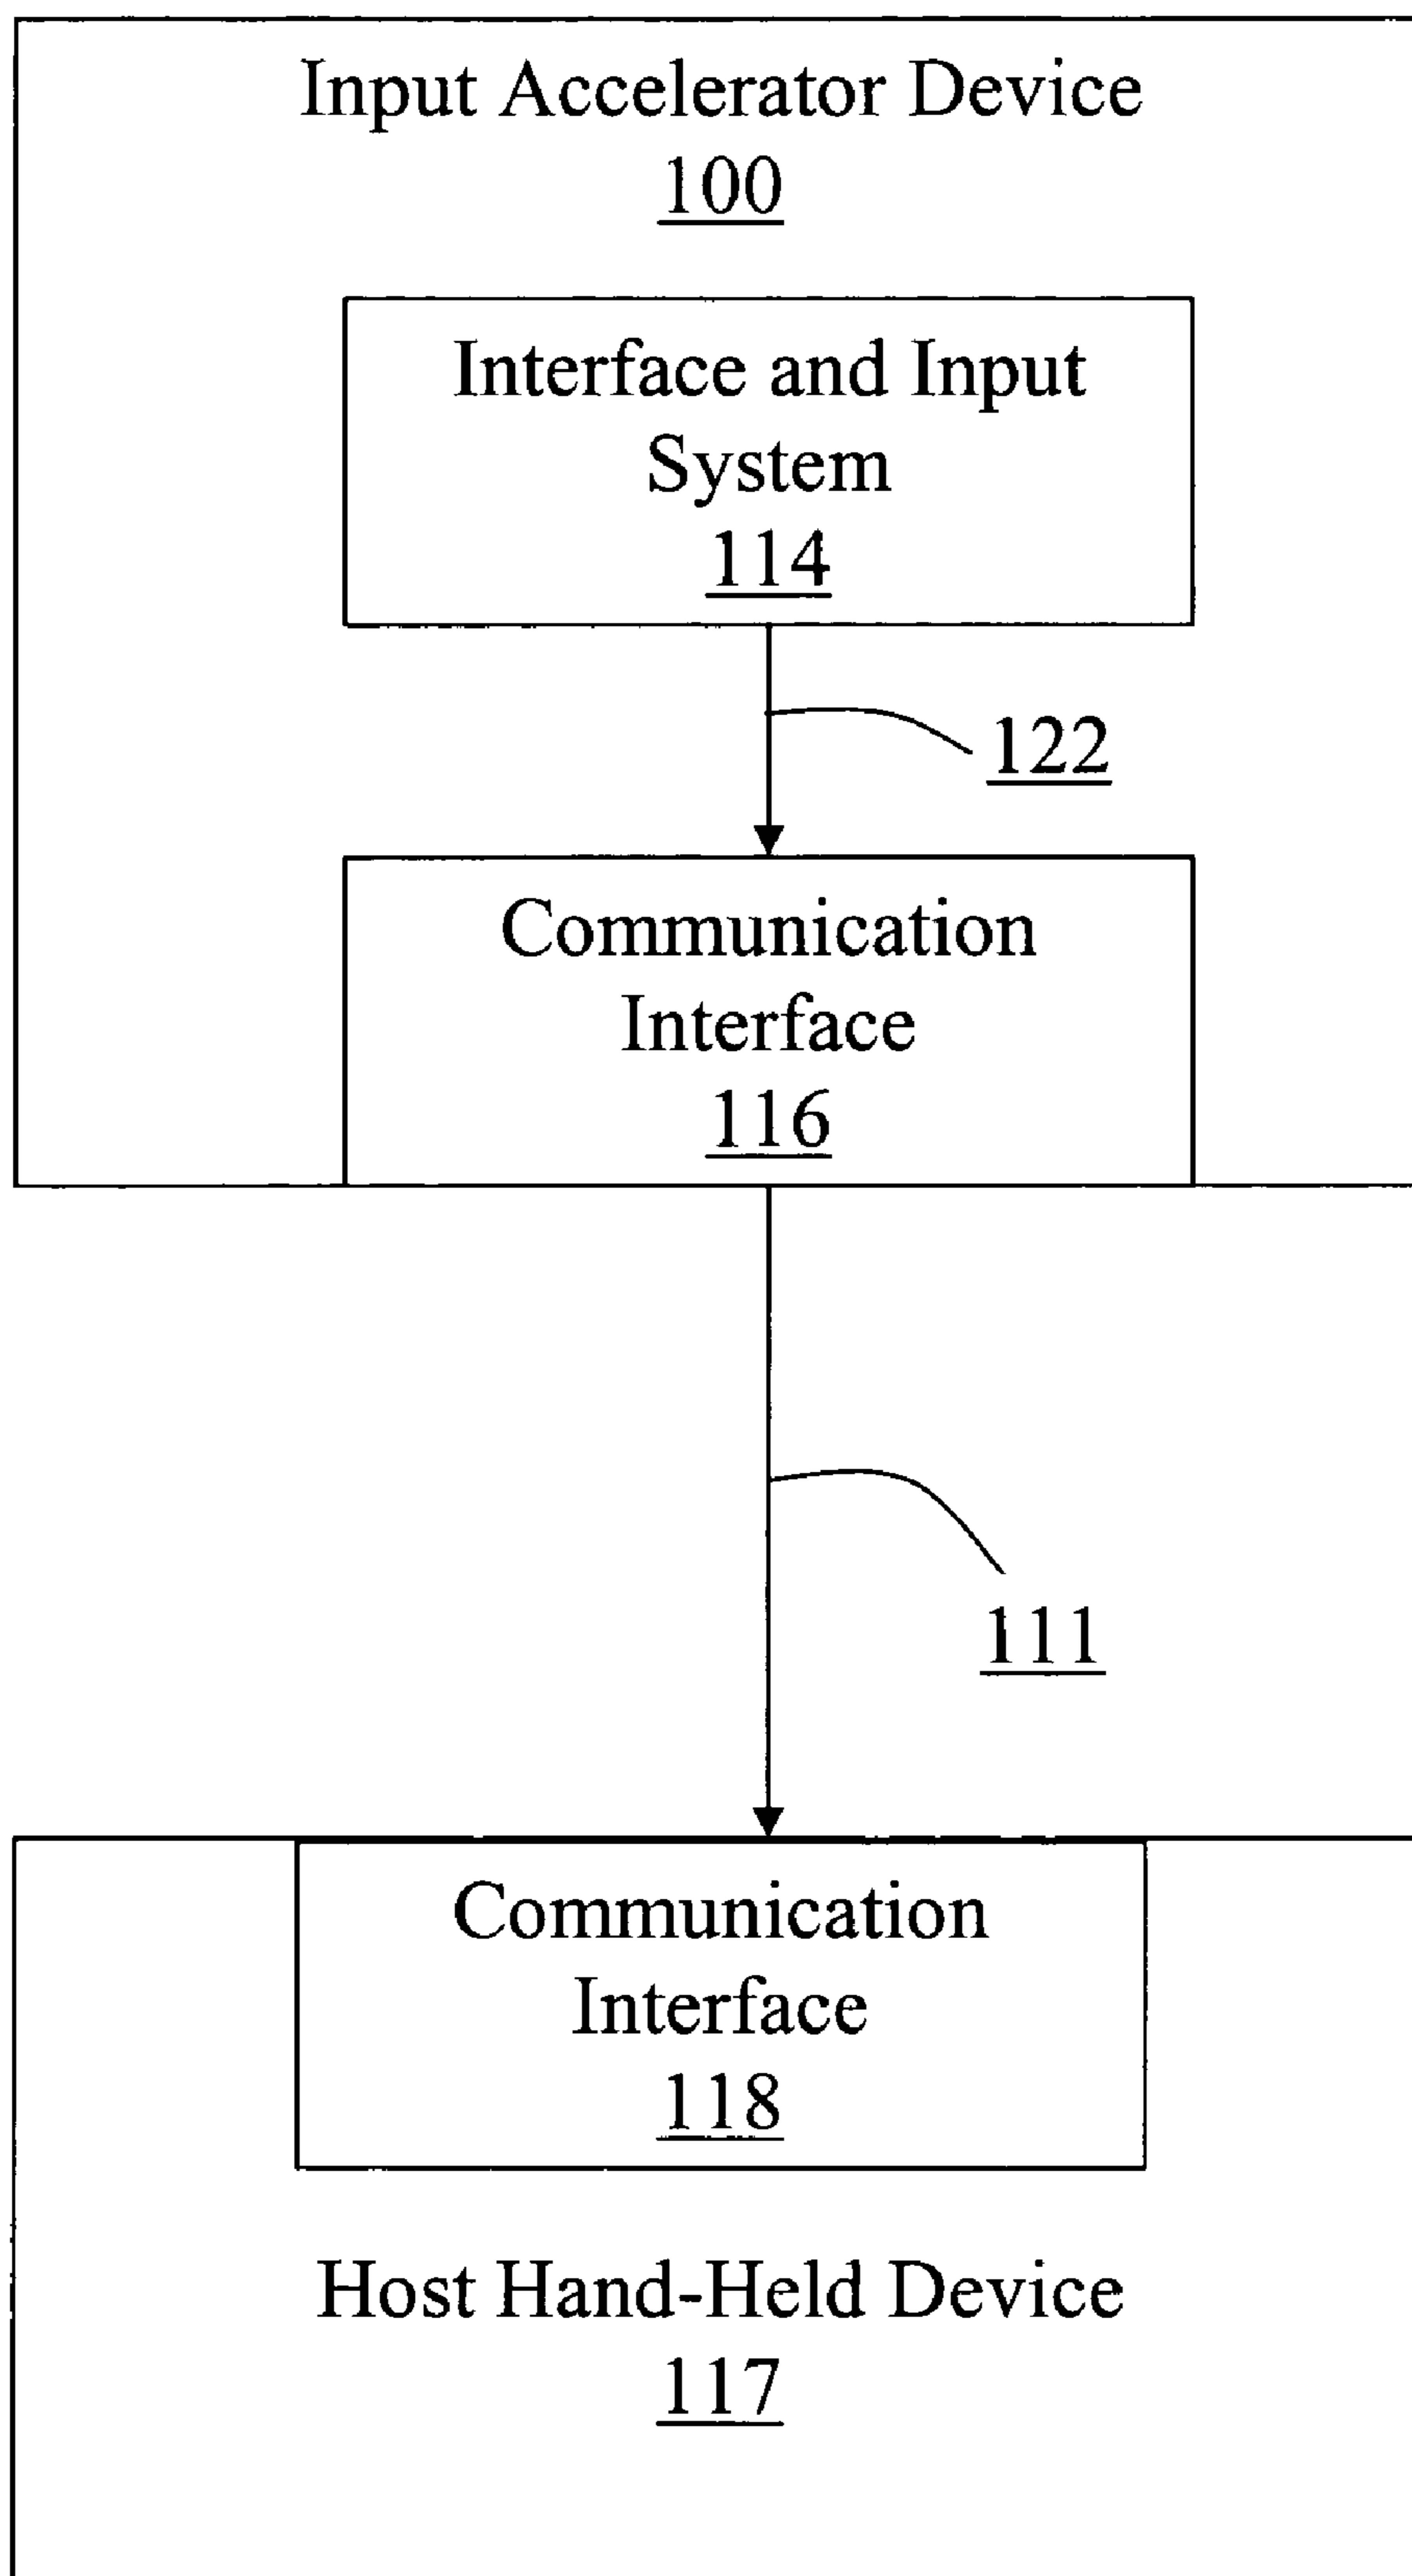 Input Accelerator Device
100
Interface and Input
System
114
122
Communication
Interface
116
111
Communication
Interface
118
Host Hand-Held Device
117